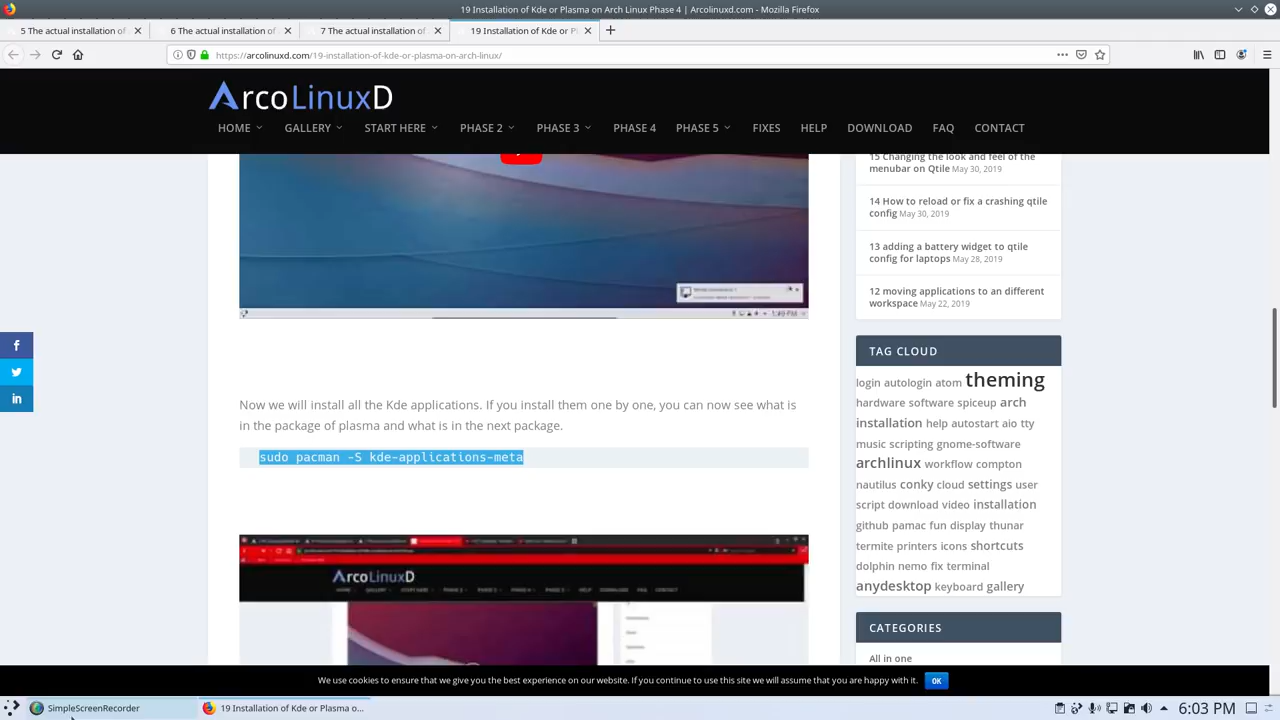 19 Installation of Kde or Plasma on Arch Linux Phase 4 | Arcolinuxd.com - Mozilla Firefox
5 The actual installation of
6 The actual installation of
7 The actual installation of
19 Installation of Kde or Pl
https://arcolinuxd.com/19-installation-of-kde-or-plasma-on-arch-linux/
ArcoLinuxD
HOME
GALLERY
START HERE
PHASE 2
PHASE 3
PHASE 4
PHASE 5
FIXES
HELP
DOWNLOAD
FAQ
CONTACT
Now we will install all the Kde applications. If you install them one by one, you can now see what is
in the package of plasma and what is in the next package.
sudo pacman -S kde-applications-meta
ArcoLinuxD
15 Changing the look and feel of the
menubar on Qtile May 30, 2019
14 How to reload or fix a crashing qtile
config May 30, 2019
13 adding a battery widget to qtile
config for laptops May 28, 2019
12 moving applications to an different
workspace May 22, 2019
TAG CLOUD
login autologin atom theming
hardware software spiceup arch
installation help autostart aio tty
music scripting gnome-software
archlinux workflow compton
nautilus conky cloud settings user
script download video installation
github pamac fun display thunar
termite printers icons shortcuts
dolphin nemo fix terminal
anydesktop keyboard gallery
CATEGORIES
All in one
We use cookies to ensure that we give you the best experience on our website. If you continue to use this site we will assume that you are happy with it.
OK
SimpleScreenRecorder
19 Installation of Kde or Plasma o...
6:03 PM